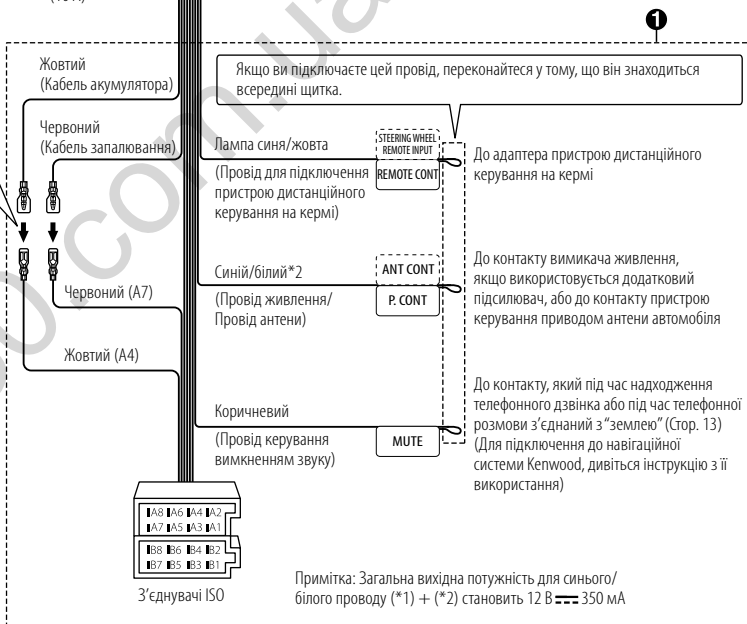 ❶
Жовтий
(Кабель акумулятора)
Якщо ви підключаєте цей провід, переконайтеся у тому, що він знаходиться
всередині щитка.
Червоний
(Кабель запалювання)
Лампа синя/жовта
(Провід для підключення
пристрою дистанційного
керування на кермі)
STEERING WHEEL
REMOTE INPUT
REMOTE CONT
До адаптера пристрою дистанційного
керування на кермі
Синій/білий*2
(Провід живлення/
Провід антени)
ANT CONT
P. CONT
До контакту вимикача живлення,
якщо використовується додатковий
підсилювач, або до контакту пристрою
керування приводом антени автомобіля
Червоний (A7)
Жовтий (A4)
Коричневий
(Провід керування
вимкненням звуку)
MUTE
До контакту, який під час надходження
телефонного дзвінка або під час телефонної
розмови з’єднаний з “землею” (Стор. 13)
(Для підключення до навігаційної
системи Kenwood, дивіться інструкцію з її
використання)
A8 A6 A4 A2
A7 A5 A3 A1
B8 B6 B4 B2
B7 B5 B3 B1
З’єднувачі ISO
Примітка: Загальна вихідна потужність для синього/
білого проводу (*1) + (*2) становить 12 В ⎓ 350 мА